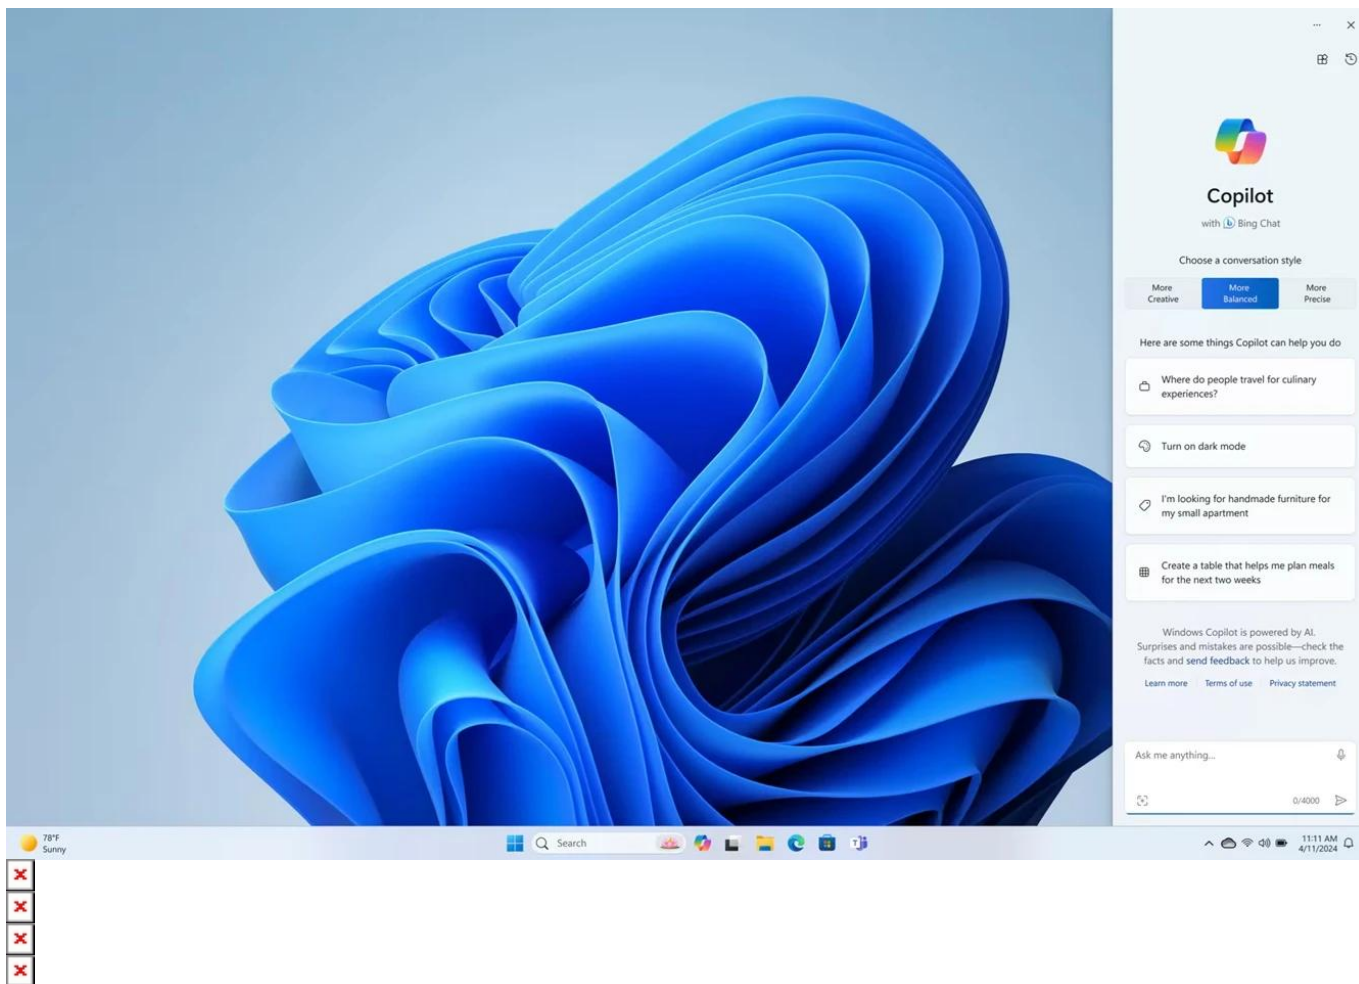 Copilot
with Bing Chat
Choose a conversation style
More
Creative
More
Balanced
More
Precise
Here are some things Copilot can help you do
Where do people travel for culinary
experiences?
Turn on dark mode
I'm looking for handmade furniture for
my small apartment
Create a table that helps me plan meals
for the next two weeks
Windows Copilot is powered by AI.
Surprises and mistakes are possible—check the
facts and send feedback to help us improve.
Learn more Terms of use Privacy statement
Ask me anything...
0/4000
78°F
Sunny
Search
11:11 AM
4/11/2024